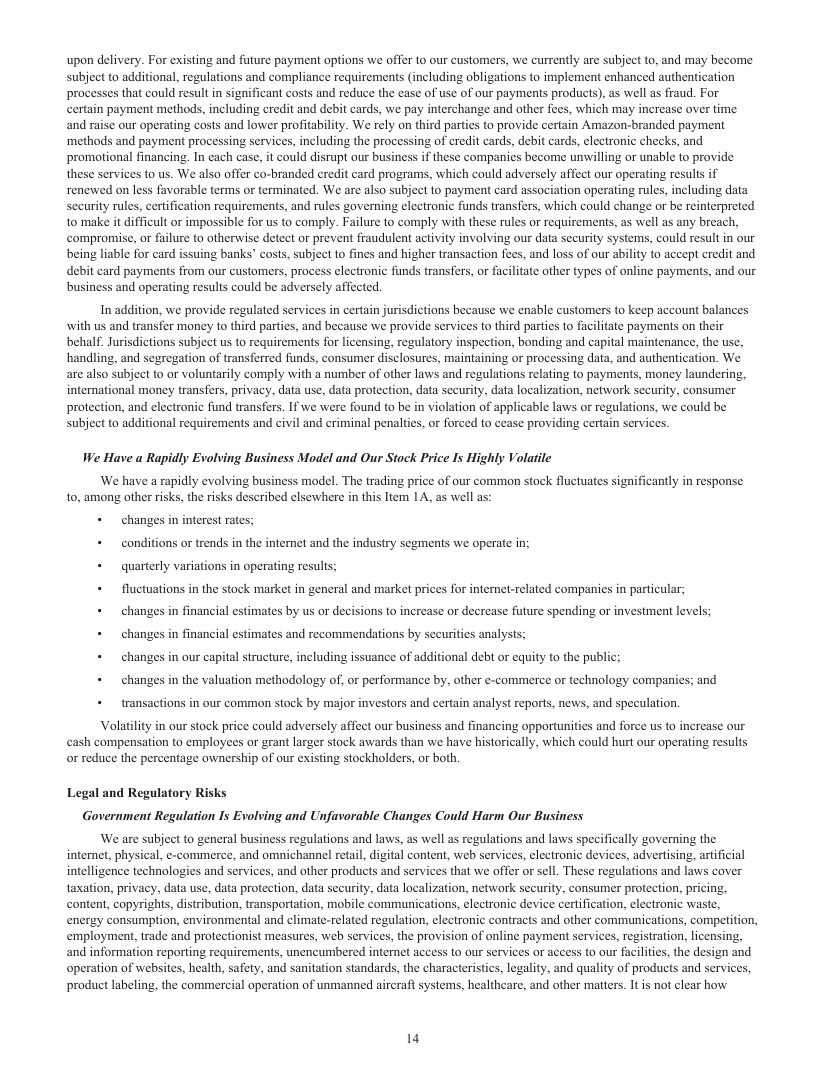 upon delivery. For existing and future payment options we offer to our customers, we currently are subject to, and may become
subject to additional, regulations and compliance requirements (including obligations to implement enhanced authentication
processes that could result in significant costs and reduce the ease of use of our payments products), as well as fraud. For
certain payment methods, including credit and debit cards, we pay interchange and other fees, which may increase over time
and raise our operating costs and lower profitability. We rely on third parties to provide certain Amazon-branded payment
methods and payment processing services, including the processing of credit cards, debit cards, electronic checks, and
promotional financing. In each case, it could disrupt our business if these companies become unwilling or unable to provide
these services to us. We also offer co-branded credit card programs, which could adversely affect our operating results if
renewed on less favorable terms or terminated. We are also subject to payment card association operating rules, including data
security rules, certification requirements, and rules governing electronic funds transfers, which could change or be reinterpreted
to make it difficult or impossible for us to comply. Failure to comply with these rules or requirements, as well as any breach,
compromise, or failure to otherwise detect or prevent fraudulent activity involving our data security systems, could result in our
being liable for card issuing banks’ costs, subject to fines and higher transaction fees, and loss of our ability to accept credit and
debit card payments from our customers, process electronic funds transfers, or facilitate other types of online payments, and our
business and operating results could be adversely affected.
In addition, we provide regulated services in certain jurisdictions because we enable customers to keep account balances
with us and transfer money to third parties, and because we provide services to third parties to facilitate payments on their
behalf. Jurisdictions subject us to requirements for licensing, regulatory inspection, bonding and capital maintenance, the use,
handling, and segregation of transferred funds, consumer disclosures, maintaining or processing data, and authentication. We
are also subject to or voluntarily comply with a number of other laws and regulations relating to payments, money laundering,
international money transfers, privacy, data use, data protection, data security, data localization, network security, consumer
protection, and electronic fund transfers. If we were found to be in violation of applicable laws or regulations, we could be
subject to additional requirements and civil and criminal penalties, or forced to cease providing certain services.
We Have a Rapidly Evolving Business Model and Our Stock Price Is Highly Volatile
We have a rapidly evolving business model. The trading price of our common stock fluctuates significantly in response
to, among other risks, the risks described elsewhere in this Item 1A, as well as:
• changes in interest rates;
• conditions or trends in the internet and the industry segments we operate in;
• quarterly variations in operating results;
• fluctuations in the stock market in general and market prices for internet-related companies in particular;
• changes in financial estimates by us or decisions to increase or decrease future spending or investment levels;
• changes in financial estimates and recommendations by securities analysts;
• changes in our capital structure, including issuance of additional debt or equity to the public;
• changes in the valuation methodology of, or performance by, other e-commerce or technology companies; and
• transactions in our common stock by major investors and certain analyst reports, news, and speculation.
Volatility in our stock price could adversely affect our business and financing opportunities and force us to increase our
cash compensation to employees or grant larger stock awards than we have historically, which could hurt our operating results
or reduce the percentage ownership of our existing stockholders, or both.
Legal and Regulatory Risks
Government Regulation Is Evolving and Unfavorable Changes Could Harm Our Business
We are subject to general business regulations and laws, as well as regulations and laws specifically governing the
internet, physical, e-commerce, and omnichannel retail, digital content, web services, electronic devices, advertising, artificial
intelligence technologies and services, and other products and services that we offer or sell. These regulations and laws cover
taxation, privacy, data use, data protection, data security, data localization, network security, consumer protection, pricing,
content, copyrights, distribution, transportation, mobile communications, electronic device certification, electronic waste,
energy consumption, environmental and climate-related regulation, electronic contracts and other communications, competition,
employment, trade and protectionist measures, web services, the provision of online payment services, registration, licensing,
and information reporting requirements, unencumbered internet access to our services or access to our facilities, the design and
operation of websites, health, safety, and sanitation standards, the characteristics, legality, and quality of products and services,
product labeling, the commercial operation of unmanned aircraft systems, healthcare, and other matters. It is not clear how
14